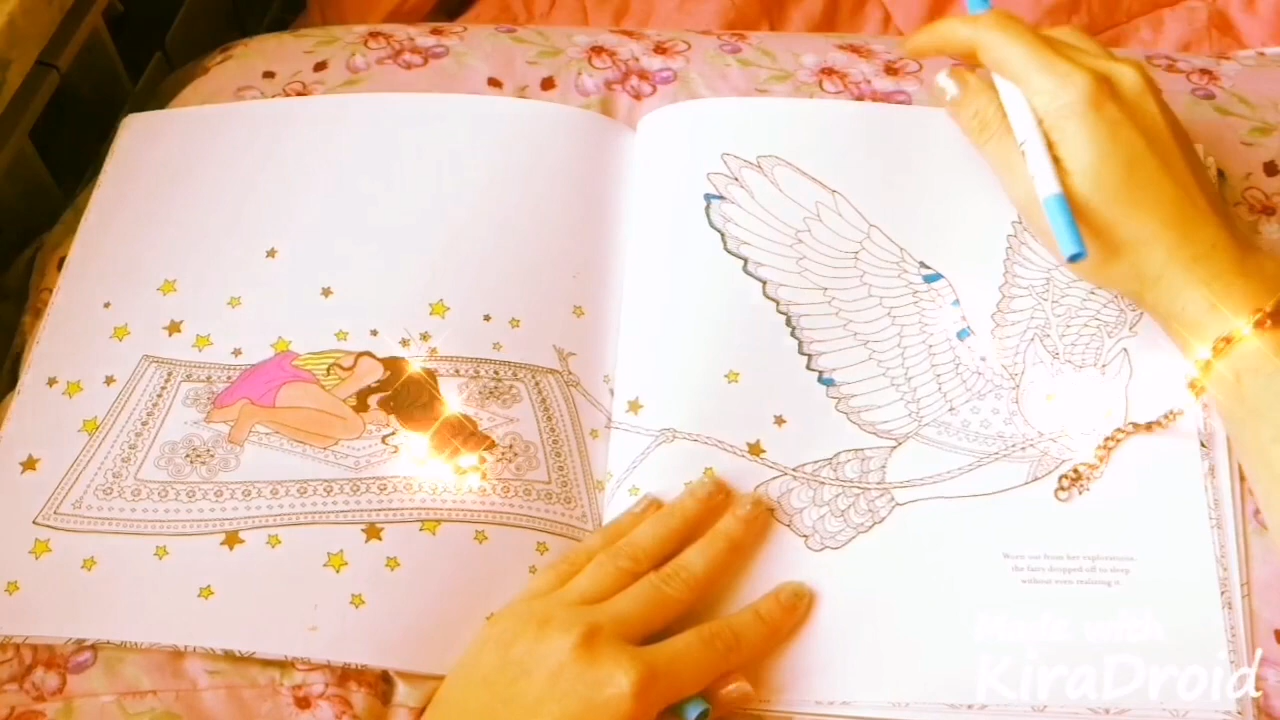 Worn out from her explorations,
the fairy dropped off to sleep
without even realizing it.
Made with
KiraDroid